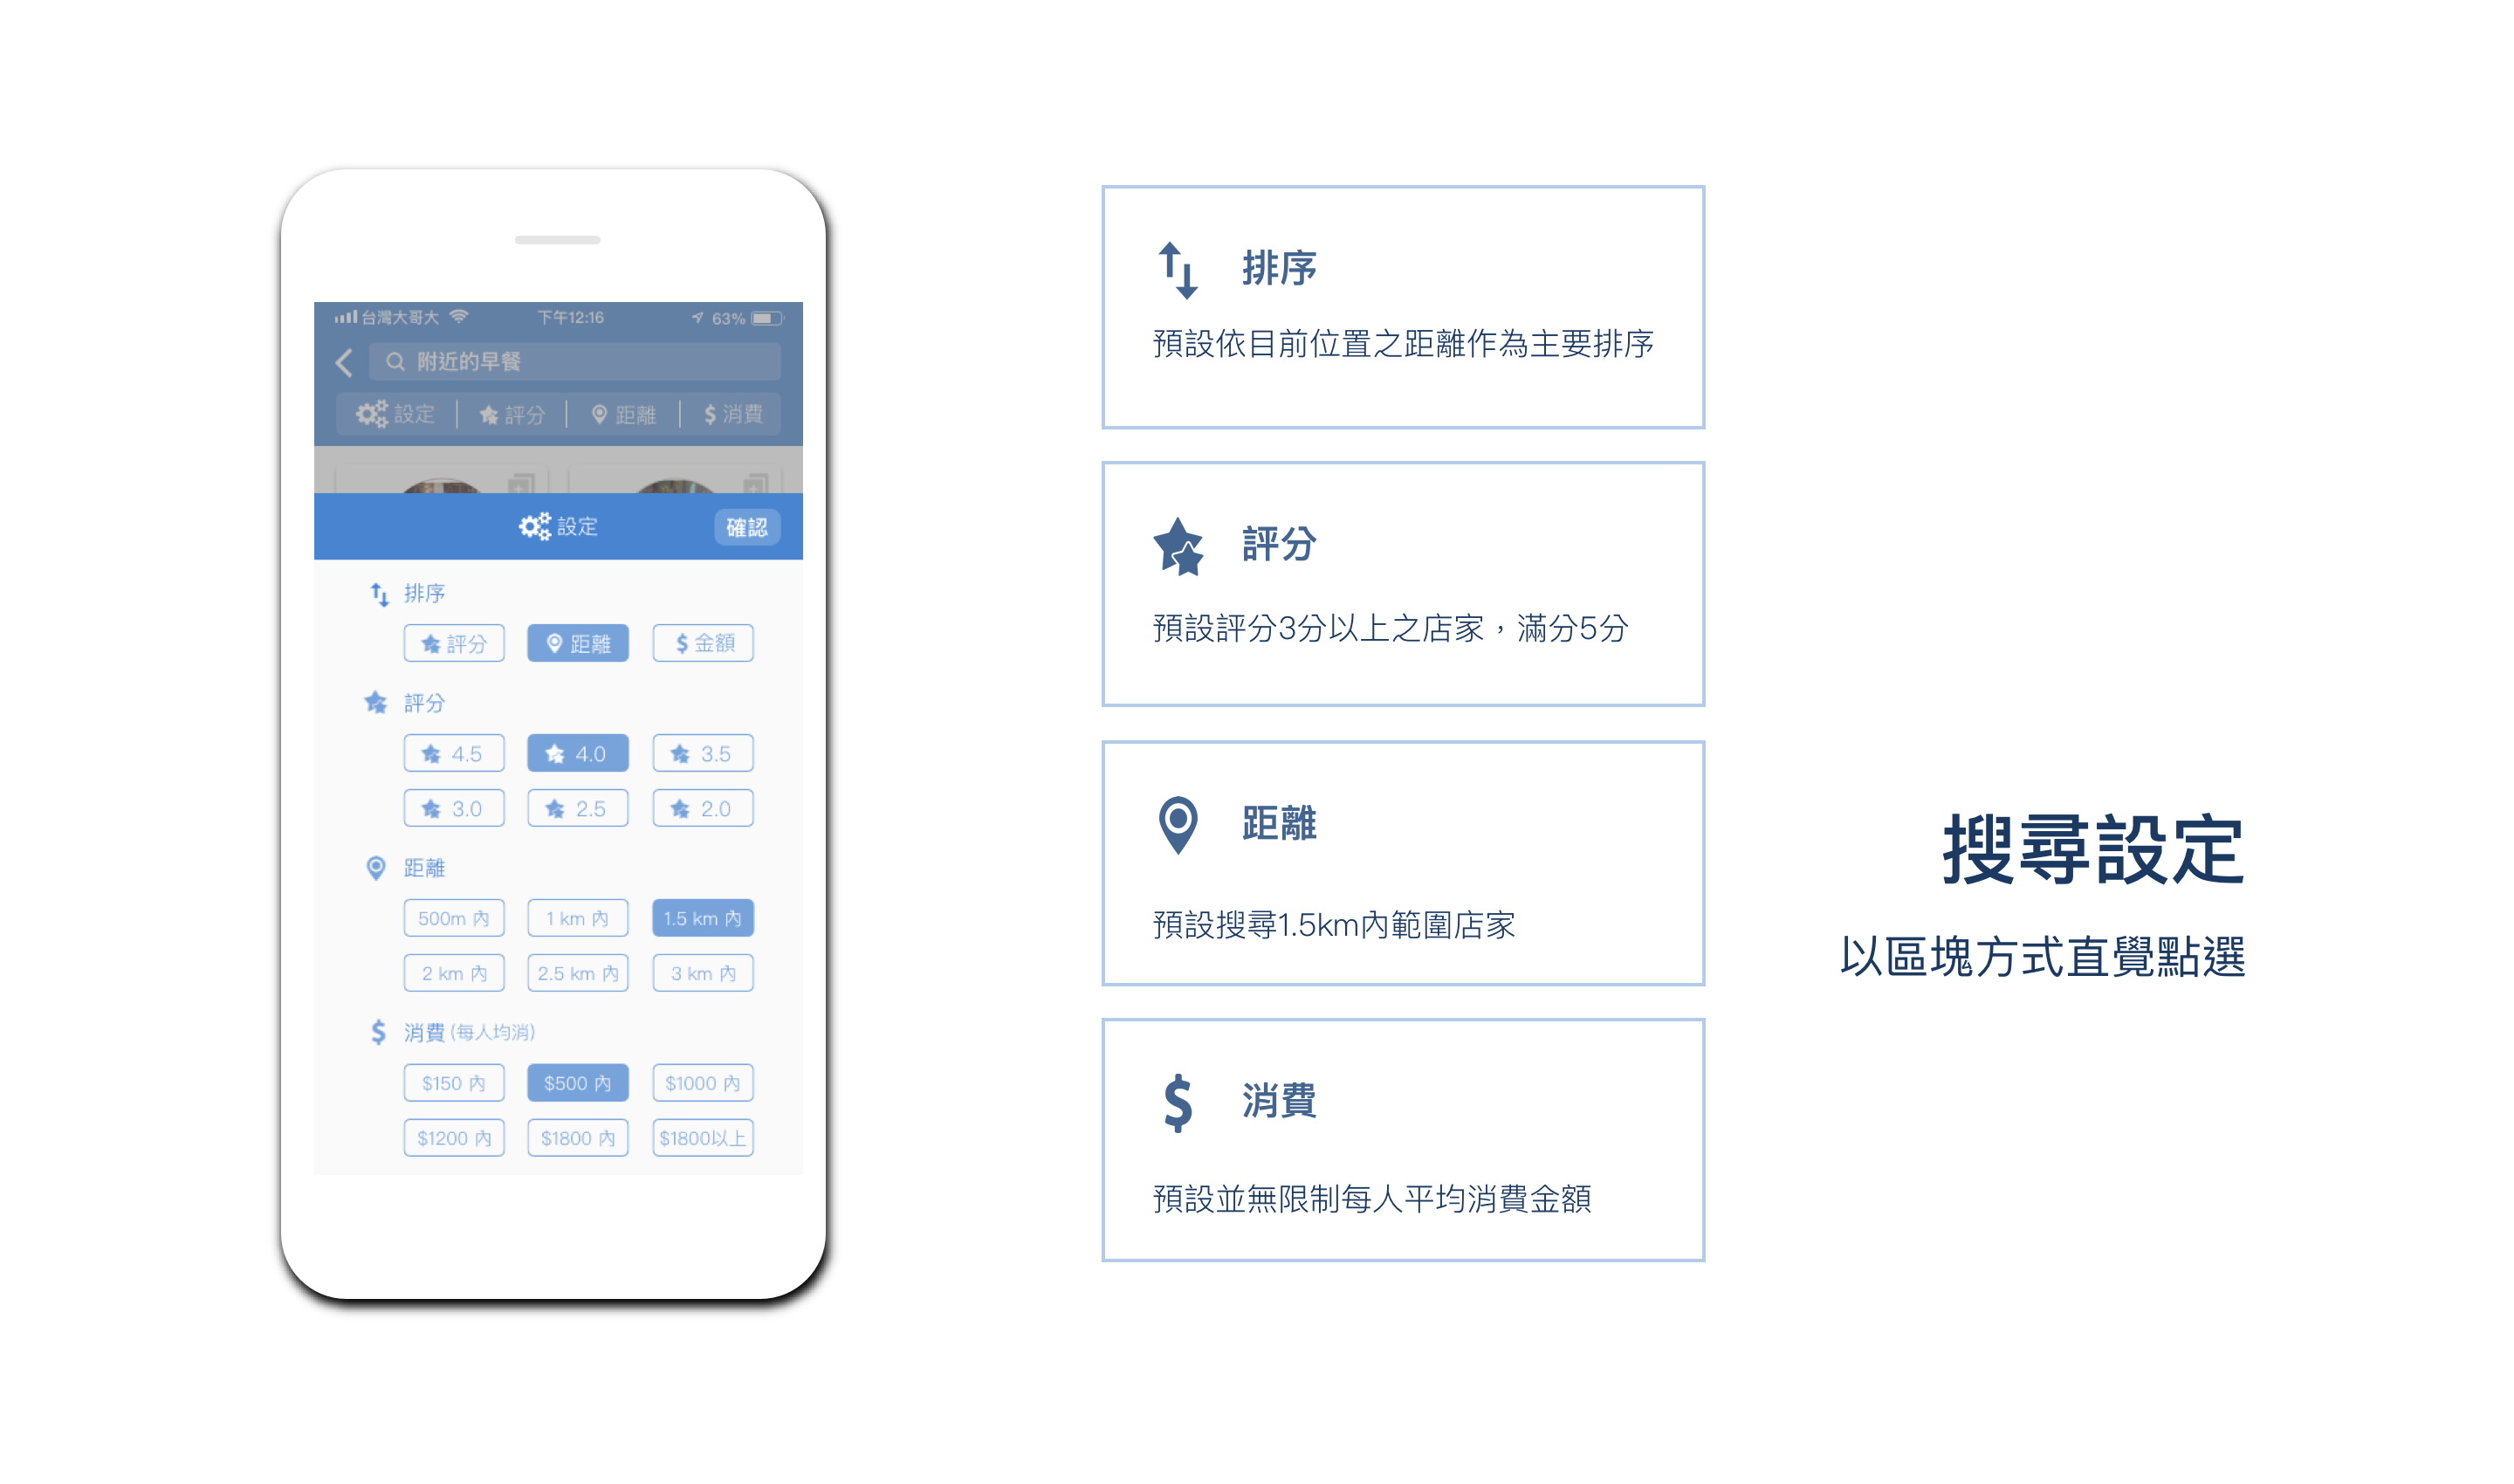 台灣大哥大
下午12:16
63%
附近的早餐
設定
評分
距離
$ 消費
設定
確認
排序
評分
距離
$ 金額
評分
4.5
4.0
3.5
3.0
2.5
2.0
距離
500m 內
1 km 內
1.5 km 內
2 km 內
2.5 km 內
3 km 內
$ 消費 (每人均消)
$150 內
$500 內
$1000 內
$1200 內
$1800 內
$1800以上
排序
預設依目前位置之距離作為主要排序
評分
預設評分3分以上之店家，滿分5分
距離
預設搜尋1.5km內範圍店家
$ 消費
預設並無限制每人平均消費金額
搜尋設定
以區塊方式直覺點選